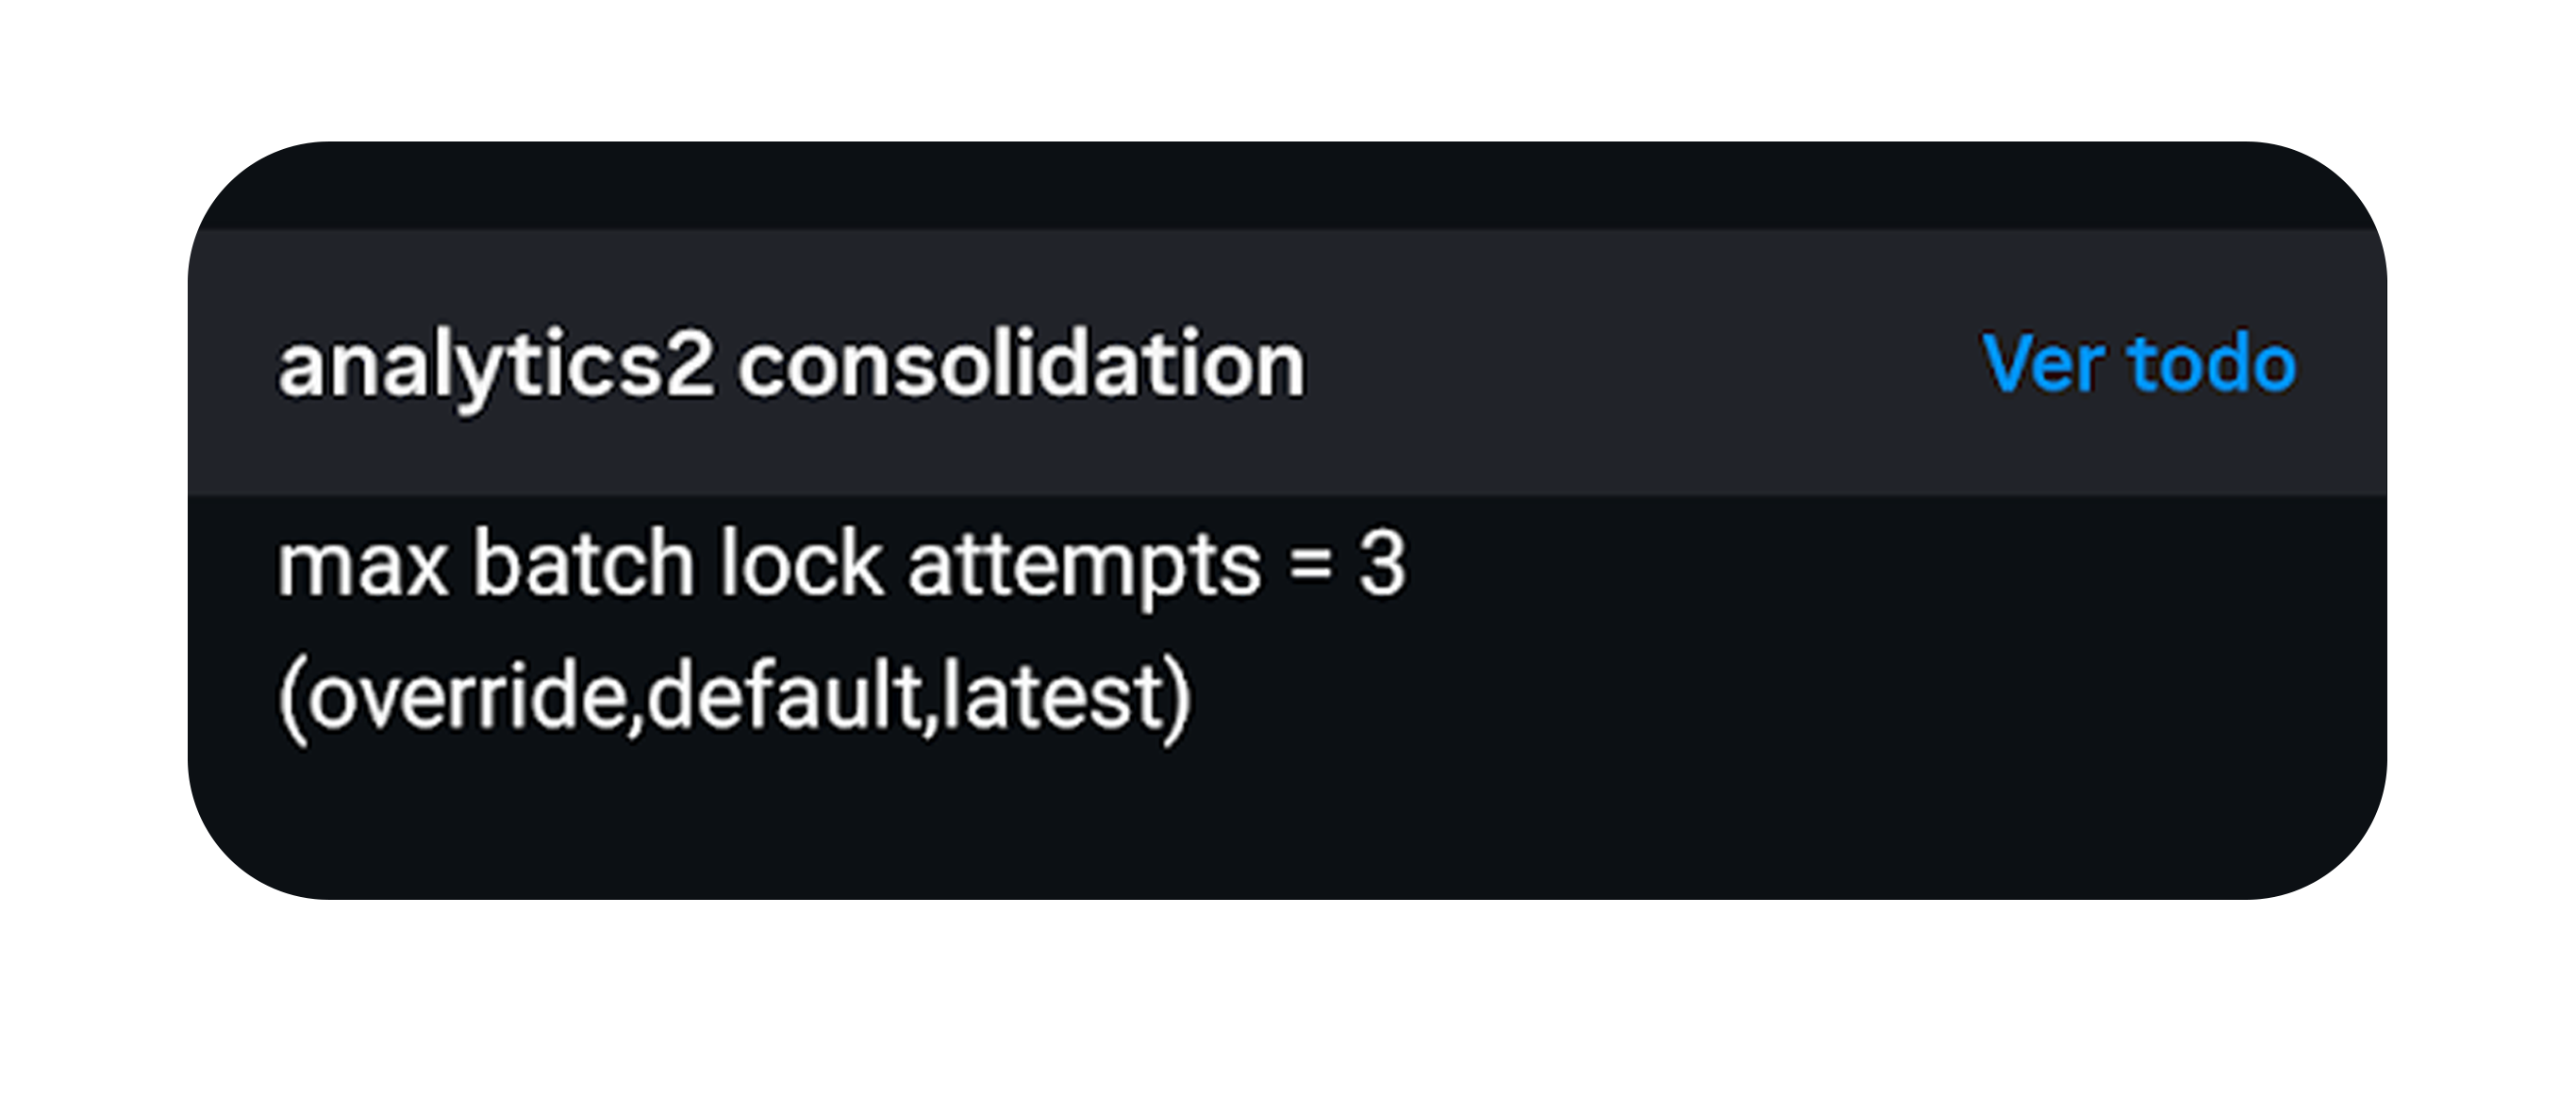 analytics2 consolidation Ver todo
max batch lock attempts = 3
(override,default,latest)